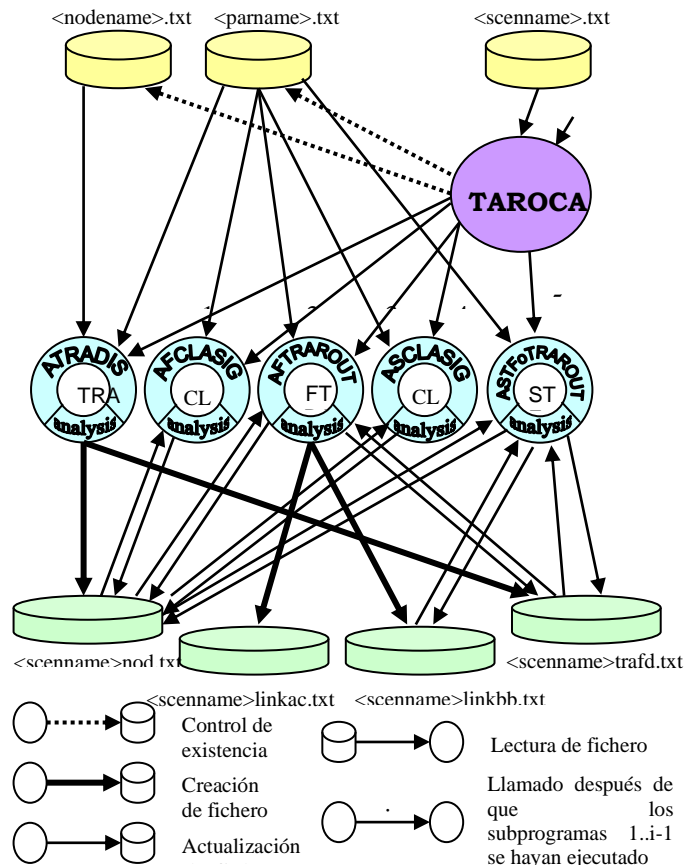 <nodename>.txt
<parname>.txt
<scenname>.txt
TAROCA
ATRADIS
TRA
analysis
AFCLASIG
CL
analysis
AFTRAROUT
FT
analysis
ASCLASIG
CL
analysis
ASTFoTRAROUT
ST
analysis
<scenname>nod.txt
<scenname>trafd.txt
<scenname>linkac.txt
<scenname>linkbb.txt
Control de
existencia
Creación
de fichero
Actualización
Lectura de fichero
Llamado después de
que los
subprogramas 1..i-1
se hayan ejecutado